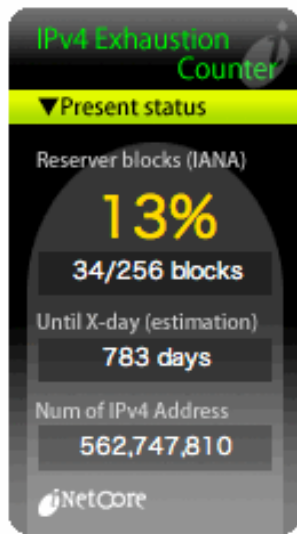 IPv4 Exhaustion
Counter
▼Present status
Reserver blocks (IANA)
13%
34/256 blocks
Until X-day (estimation)
783 days
Num of IPv4 Address
562,747,810
iNetCore